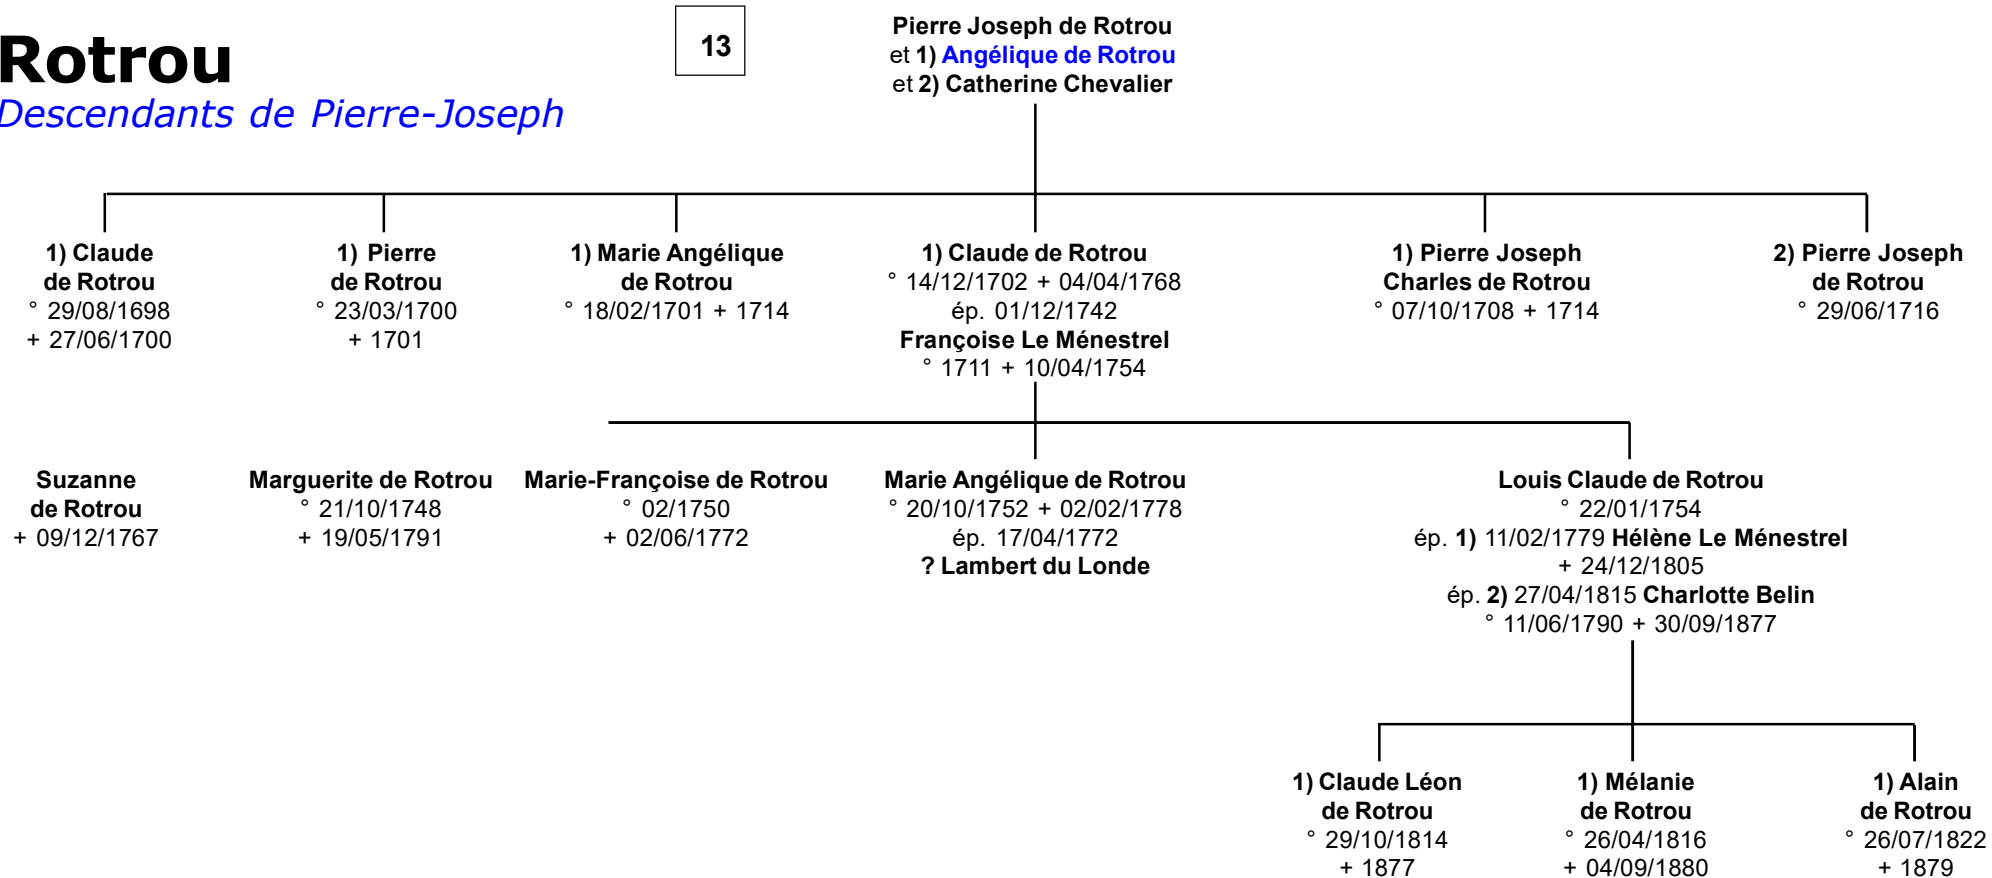 Rotrou
Descendants de Pierre-Joseph
13
Pierre Joseph de Rotrou
et 1) Angélique de Rotrou
et 2) Catherine Chevalier
1) Claude
de Rotrou
° 29/08/1698
+ 27/06/1700
1) Pierre
de Rotrou
° 23/03/1700
+ 1701
1) Marie Angélique
de Rotrou
° 18/02/1701 + 1714
1) Claude de Rotrou
° 14/12/1702 + 04/04/1768
ép. 01/12/1742
Françoise Le Ménestrel
° 1711 + 10/04/1754
1) Pierre Joseph
Charles de Rotrou
° 07/10/1708 + 1714
2) Pierre Joseph
de Rotrou
° 29/06/1716
Suzanne
de Rotrou
+ 09/12/1767
Marguerite de Rotrou
° 21/10/1748
+ 19/05/1791
Marie-Françoise de Rotrou
° 02/1750
+ 02/06/1772
Marie Angélique de Rotrou
° 20/10/1752 + 02/02/1778
ép. 17/04/1772
? Lambert du Londe
Louis Claude de Rotrou
° 22/01/1754
ép. 1) 11/02/1779 Hélène Le Ménestrel
+ 24/12/1805
ép. 2) 27/04/1815 Charlotte Belin
° 11/06/1790 + 30/09/1877
1) Claude Léon
de Rotrou
° 29/10/1814
+ 1877
1) Mélanie
de Rotrou
° 26/04/1816
+ 04/09/1880
1) Alain
de Rotrou
° 26/07/1822
+ 1879